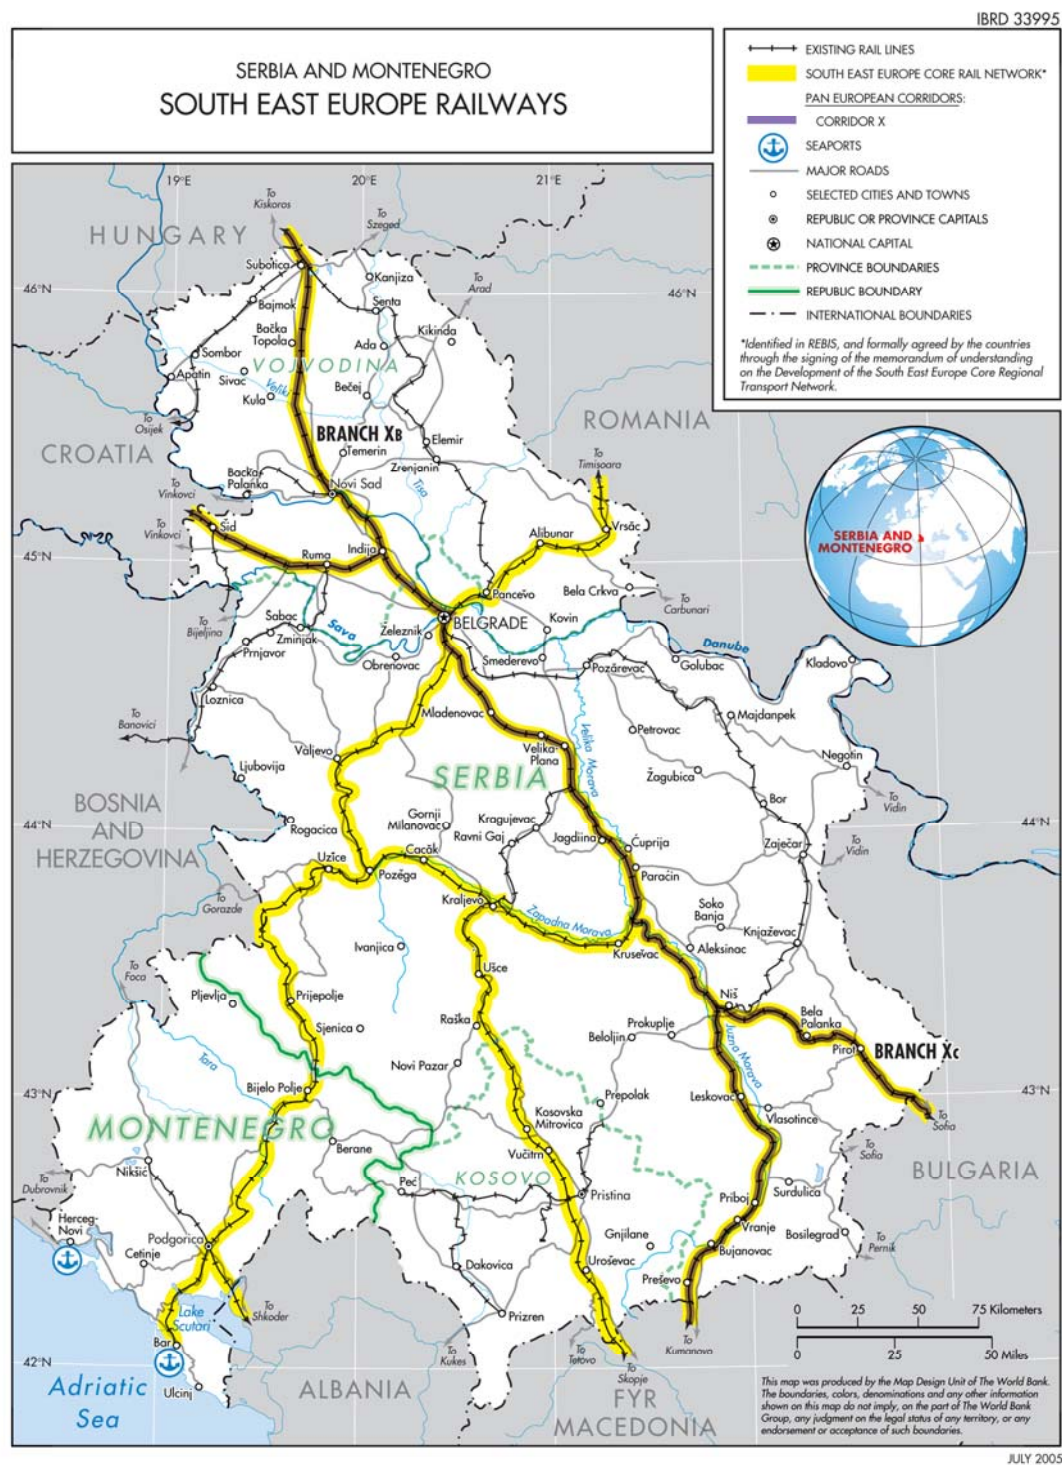 IBRD 33995
SERBIA AND MONTENEGRO
SOUTH EAST EUROPE RAILWAYS
EXISTING RAIL LINES
SOUTH EAST EUROPE CORE RAIL NETWORK*
PAN EUROPEAN CORRIDORS:
CORRIDOR X
SEAPORTS
MAJOR ROADS
SELECTED CITIES AND TOWNS
REPUBLIC OR PROVINCE CAPITALS
NATIONAL CAPITAL
PROVINCE BOUNDARIES
REPUBLIC BOUNDARY
INTERNATIONAL BOUNDARIES
*Identified in REBIS, and formally agreed by the countries
through the signing of the memorandum of understanding
on the Development of the South East Europe Core Regional
Transport Network.
19°E
20°E
21°E
To
Kiskoros
To
Szeged
HUNGARY
Subotica
Kanjiza
To
Arad
46°N
46°N
Senta
Bajmok
Bačka
Topola
Kikinda
Ada
Sombor
VOJVODINA
Apatin
Sivac
Veliki
Bečej
Kula
ROMANIA
To
Osijek
BRANCH XB
Elemir
CROATIA
Temerin
To
Timisoara
Zrenjanin
Backa-
Palanka
Novi Sad
Tisa
To
Vinkovci
To
Vinkovci
Šid
Vrsăc
Alibunar
SERBIA AND
MONTENEGRO
45°N
Ruma
Indija
45°N
Pancevo
Bela Crkva
To
Carbunari
To
Bijeljina
Sabac
Sava
BELGRADE
Kovin
Zminjak
Železnik
Danube
Prnjavor
Obrenovac
Smederevo
Požárevac
Golubac
Kladovo
Loznica
To
Banovici
Mladenovac
Majdanpek
Petrovac
Velika-
Plana
Velika Morava
Valjevo
Negotin
Ljubovija
SERBIA
Žagubica
To
Vidin
BOSNIA
AND
HERZEGOVINA
Bor
44°N
Rogacica
Gornji
Milanovac
Kragujevac
Ravni Gaj
Jagdiina
Ćuprija
Zaječar
To
Vidin
44°N
Cacăk
Užice
Pozěga
Paraćin
To
Gorazde
Kraljevo
Zapadna Morava
Soko
Banja
Knjaževac
Ivanjica
Krusevac
Aleksinac
To
Foca
Ušce
Pljevlja
Prijepolje
Niš
Bela
Palanka
Raška
Prokuplje
Sjenica
Beloljin
Pirot
BRANCH Xc
Juzna Morava
Tara
Novi Pazar
43°N
Bijelo Polje
Prepolak
Leskovac
43°N
Kosovska
Mitrovica
Vlasotince
To
Sofia
MONTENEGRO
Berane
Vučitrn
To
Sofia
Nikšić
BULGARIA
To
Dubrovnik
Peć
KOSOVO
Surdulica
Pristina
Priboj
Herceg-
Novi
Podgorica
Vranje
Gnjilane
Bosilegrad
Cetinje
To
Pernik
Bujanovac
Dakovica
Uroševac
Preševo
Lake
Scutari
To
Shkoder
Prizren
0 25 50 75 Kilometers
0 25 50 Miles
Bar
To
Kukes
To
Tetovo
To
Skopje
To
Kumanovo
42°N
42°N
Adriatic
Sea
Ulcinj
ALBANIA
FYR
MACEDONIA
This map was produced by the Map Design Unit of The World Bank.
The boundaries, colors, denominations and any other information
shown on this map do not imply, on the part of The World Bank
Group, any judgment on the legal status of any territory, or any
endorsement or acceptance of such boundaries.
JULY 2005